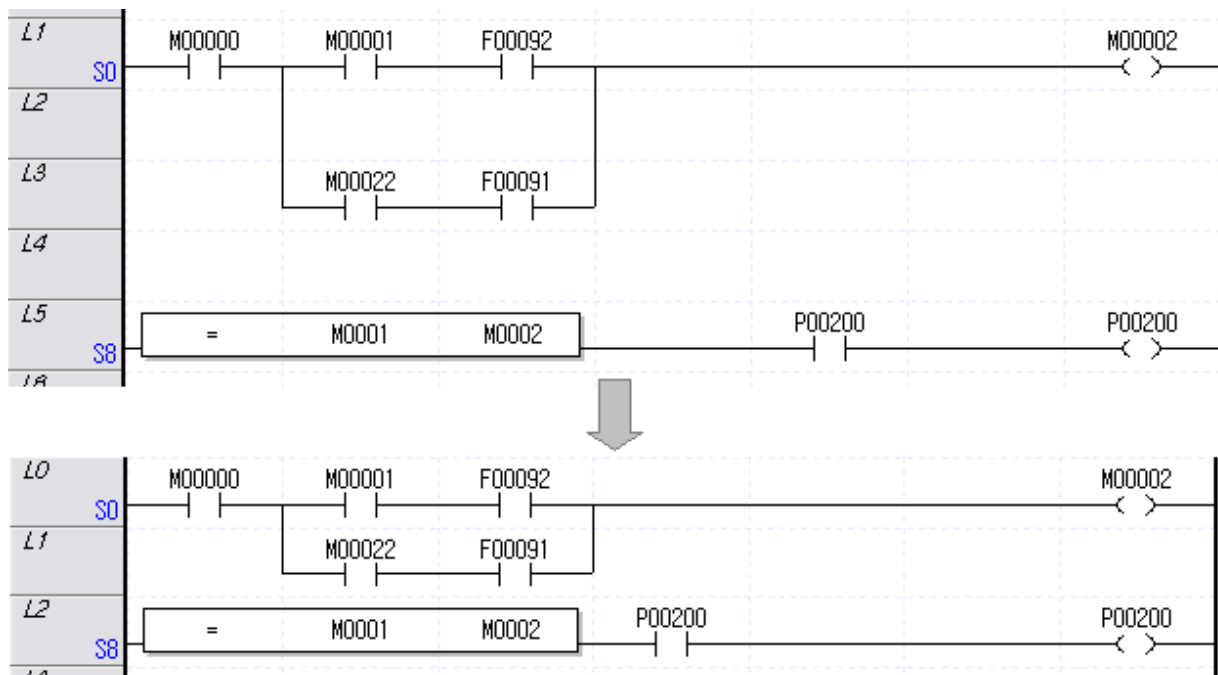 L1 M00000 M00001 F00092 M00002
S0
L2
L3 M00022 F00091
L4
L5 P00200 P00200
= M0001 M0002
S8
L0 M00000 M00001 F00092 M00002
S0
L1 M00022 F00091
L2 P00200 P00200
= M0001 M0002
S8